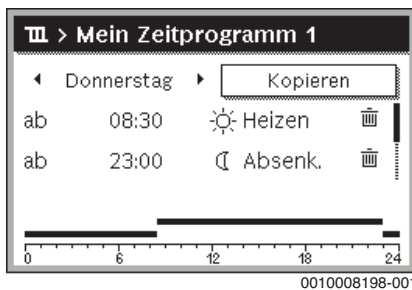 > Mein Zeitprogramm 1
Donnerstag Kopieren
ab 08:30 Heizen
ab 23:00 Absenk.
0 6 12 18 24
0010008198-001